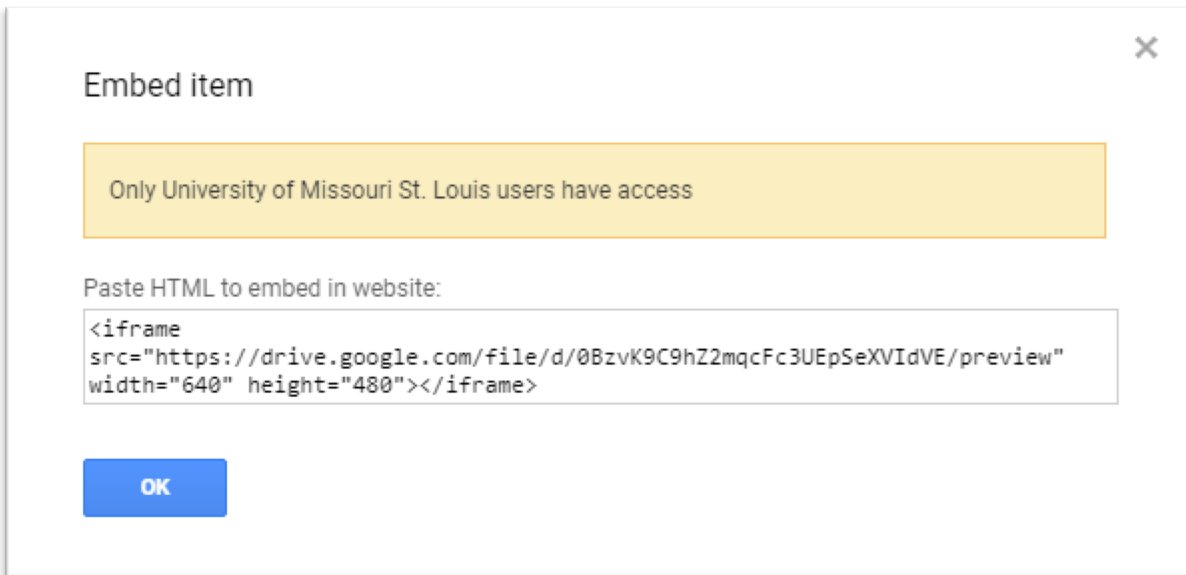 Embed item
Only University of Missouri St. Louis users have access
Paste HTML to embed in website:
<iframe
src="https://drive.google.com/file/d/0BzvK9C9hZ2mqcFc3UEpSeXVIdVE/preview"
width="640" height="480"></iframe>
OK